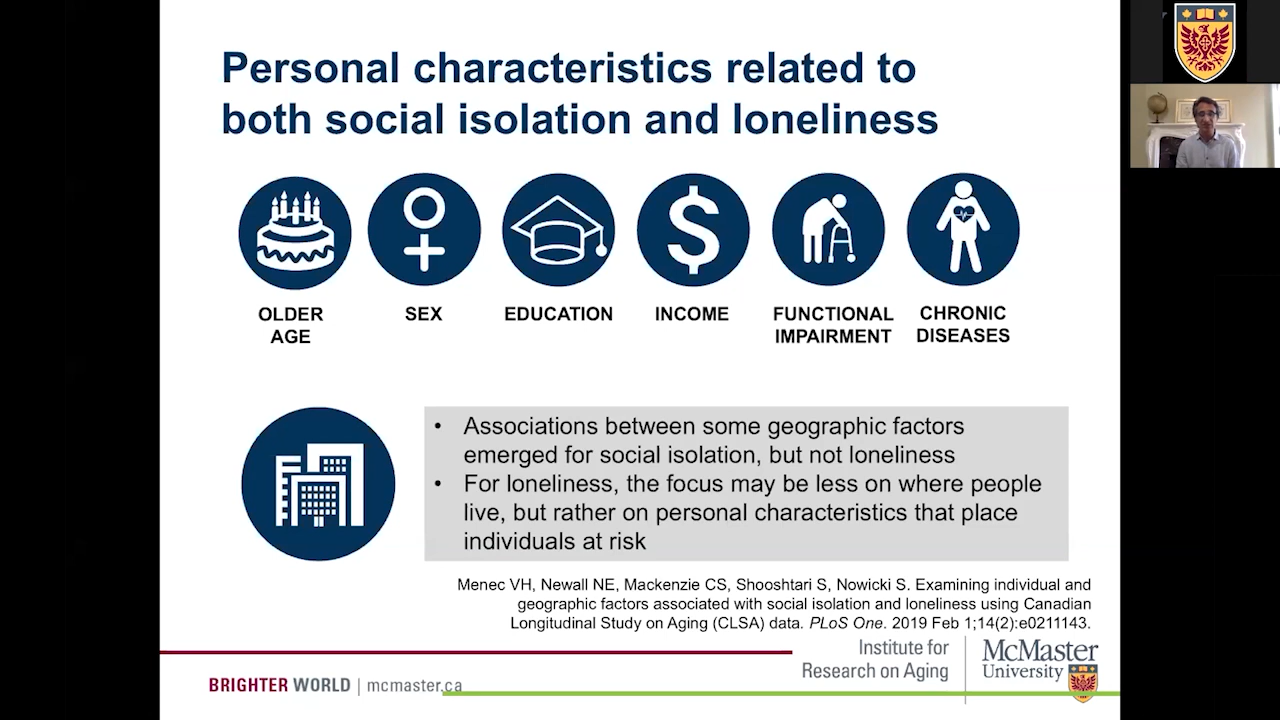 Personal characteristics related to
both social isolation and loneliness
OLDER
AGE
SEX
EDUCATION
INCOME
FUNCTIONAL
IMPAIRMENT
CHRONIC
DISEASES
• Associations between some geographic factors
emerged for social isolation, but not loneliness
• For loneliness, the focus may be less on where people
live, but rather on personal characteristics that place
individuals at risk
Menec VH, Newall NE, Mackenzie CS, Shooshtari S, Nowicki S. Examining individual and
geographic factors associated with social isolation and loneliness using Canadian
Longitudinal Study on Aging (CLSA) data. PLoS One. 2019 Feb 1;14(2):e0211143.
BRIGHTER WORLD | mcmaster.ca
Institute for
Research on Aging
McMaster
University